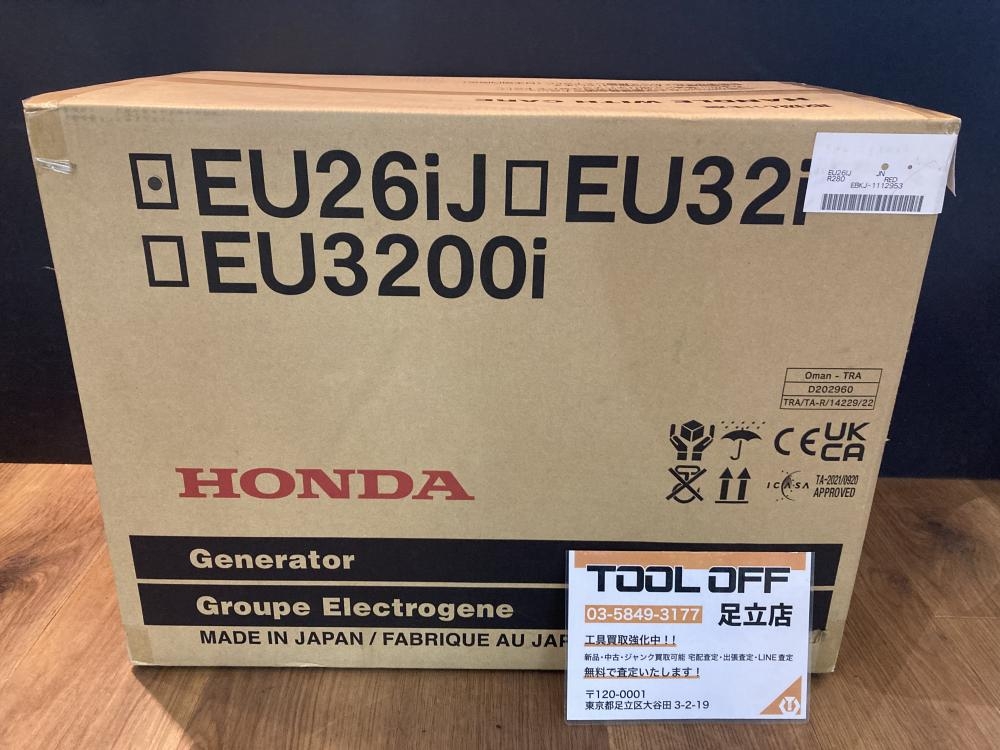 HANDLE WITH CARE
EU26iJ EU32i
EU3200i
EU26IJ JN
R280 RED
EBKJ-1112953
Oman - TRA
D202960
TRA/TA-R/14229/22
CE UK CA
ICASA TA-2021/0920
APPROVED
HONDA
Generator
Groupe Electrogene
MADE IN JAPAN / FABRIQUE AU JAP
TOOL OFF
03-5849-3177 足立店
工具買取強化中!!
新品・中古・ジャンク買取可能 宅配査定・出張査定・LINE査定
無料で査定いたします!
〒120-0001
東京都足立区大谷田 3-2-19